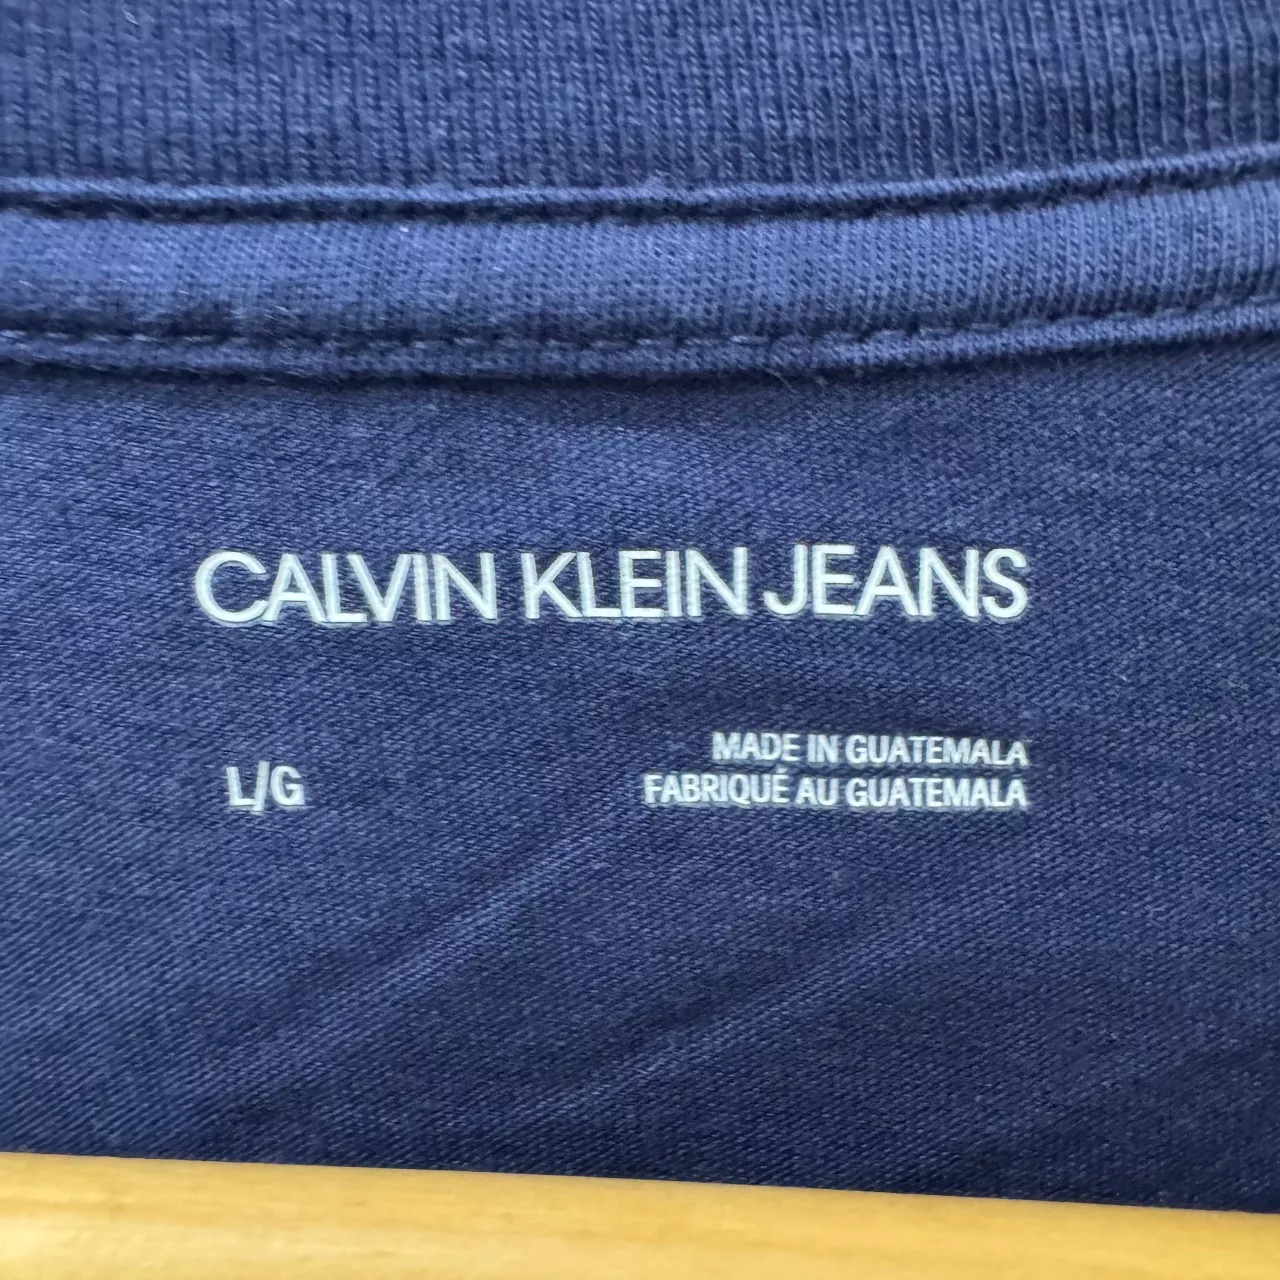 CALVIN KLEIN JEANS
L/G
MADE IN GUATEMALA
FABRIQUÉ AU GUATEMALA